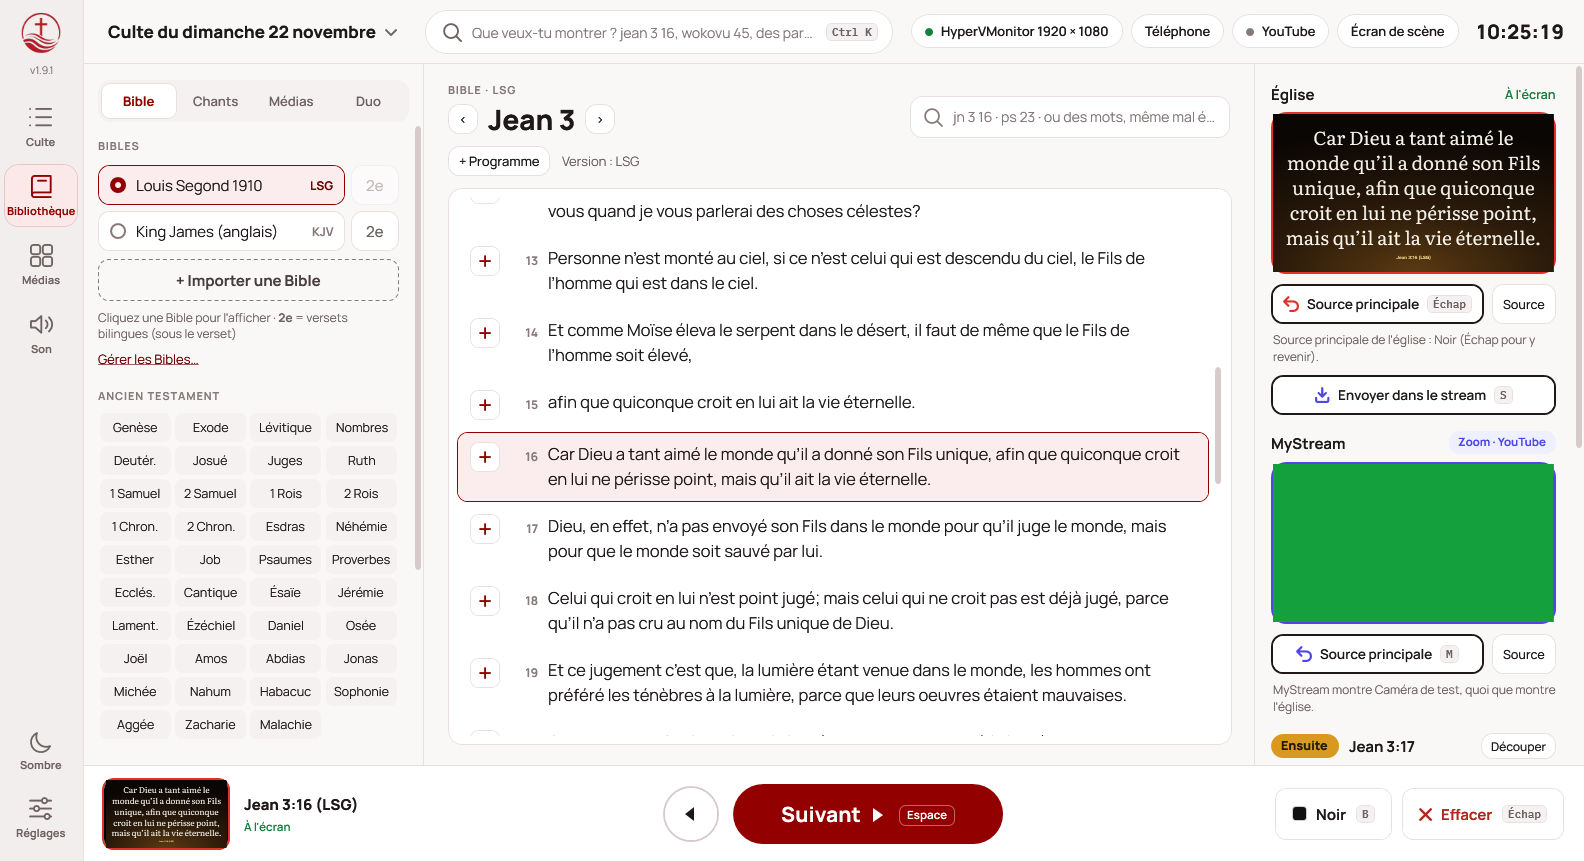 v1.9.1
Culte
Bibliothèque
Médias
Son
Sombre
Réglages
Culte du dimanche 22 novembre
Que veux-tu montrer ? jean 3 16, wokovu 45, des par... Ctrl K
HyperVMonitor 1920 × 1080
Téléphone
YouTube
Écran de scène
10:25:19
Bible Chants Médias Duo
BIBLES
Louis Segond 1910 LSG 2e
King James (anglais) KJV 2e
+ Importer une Bible
Cliquez une Bible pour l'afficher · 2e = versets
bilingues (sous le verset)
Gérer les Bibles...
ANCIEN TESTAMENT
Genèse Exode Lévitique Nombres
Deutér. Josué Juges Ruth
1 Samuel 2 Samuel 1 Rois 2 Rois
1 Chron. 2 Chron. Esdras Néhémie
Esther Job Psaumes Proverbes
Ecclés. Cantique Ésaïe Jérémie
Lament. Ézéchiel Daniel Osée
Joël Amos Abdias Jonas
Michée Nahum Habacuc Sophonie
Aggée Zacharie Malachie
BIBLE · LSG
‹ Jean 3 ›
jn 3 16 · ps 23 · ou des mots, même mal é...
+ Programme Version : LSG
vous quand je vous parlerai des choses célestes?
+ 13 Personne n'est monté au ciel, si ce n'est celui qui est descendu du ciel, le Fils de
l'homme qui est dans le ciel.
+ 14 Et comme Moïse éleva le serpent dans le désert, il faut de même que le Fils de
l'homme soit élevé,
+ 15 afin que quiconque croit en lui ait la vie éternelle.
+ 16 Car Dieu a tant aimé le monde qu'il a donné son Fils unique, afin que quiconque croit
en lui ne périsse point, mais qu'il ait la vie éternelle.
+ 17 Dieu, en effet, n'a pas envoyé son Fils dans le monde pour qu'il juge le monde, mais
pour que le monde soit sauvé par lui.
+ 18 Celui qui croit en lui n'est point jugé; mais celui qui ne croit pas est déjà jugé, parce
qu'il n'a pas cru au nom du Fils unique de Dieu.
+ 19 Et ce jugement c'est que, la lumière étant venue dans le monde, les hommes ont
préféré les ténèbres à la lumière, parce que leurs oeuvres étaient mauvaises.
Église À l'écran
Car Dieu a tant aimé le
monde qu'il a donné son Fils
unique, afin que quiconque
croit en lui ne périsse point,
mais qu'il ait la vie éternelle.
Jean 3:16 (LSG)
Source principale Échap Source
Source principale de l'église : Noir (Échap pour y
revenir).
Envoyer dans le stream S
MyStream Zoom · YouTube
Source principale M Source
MyStream montre Caméra de test, quoi que montre
l'église.
Ensuite Jean 3:17 Découper
Car Dieu a tant aimé le
monde qu'il a donné son Fils
unique, afin que quiconque
croit en lui ne périsse point,
mais qu'il ait la vie éternelle.
Jean 3:16 (LSG)
À l'écran
Suivant Espace
Noir B
Effacer Échap